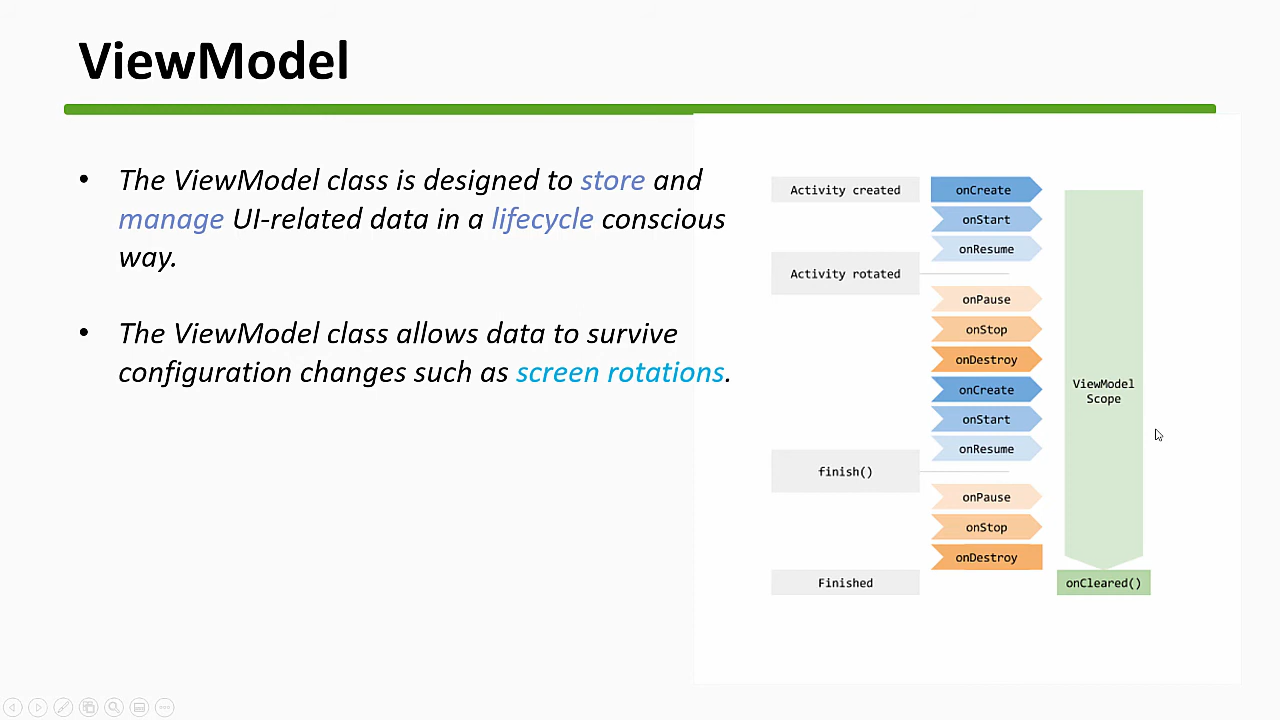 ViewModel
• The ViewModel class is designed to store and
manage UI-related data in a lifecycle conscious
way.
• The ViewModel class allows data to survive
configuration changes such as screen rotations.
Activity created
onCreate
onStart
onResume
Activity rotated
onPause
onStop
onDestroy
onCreate
onStart
onResume
finish()
onPause
onStop
onDestroy
Finished
ViewModel
Scope
onCleared()